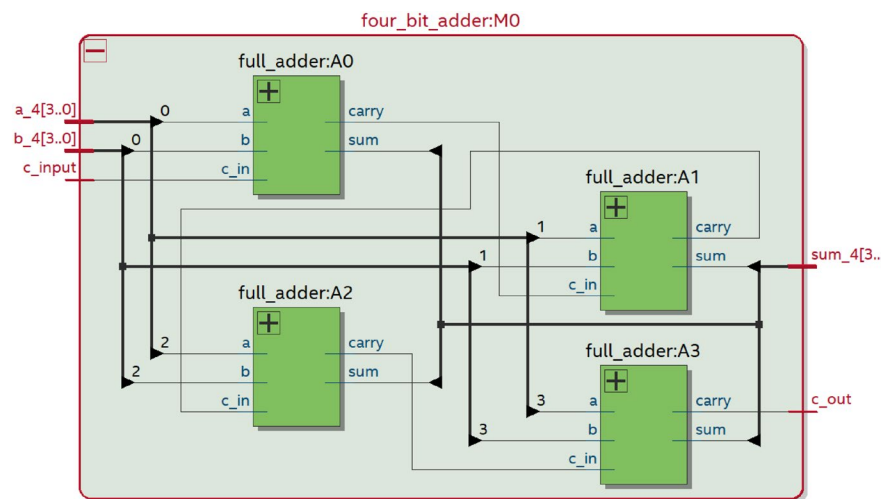 four_bit_adder:M0
full_adder:A0
a_4[3..0]
0
a
carry
b_4[3..0]
0
b
sum
c_input
c_in
full_adder:A1
1
a
carry
1
b
sum
sum_4[3..
c_in
full_adder:A2
2
a
carry
2
b
sum
c_in
full_adder:A3
3
a
carry
c_out
3
b
sum
c_in